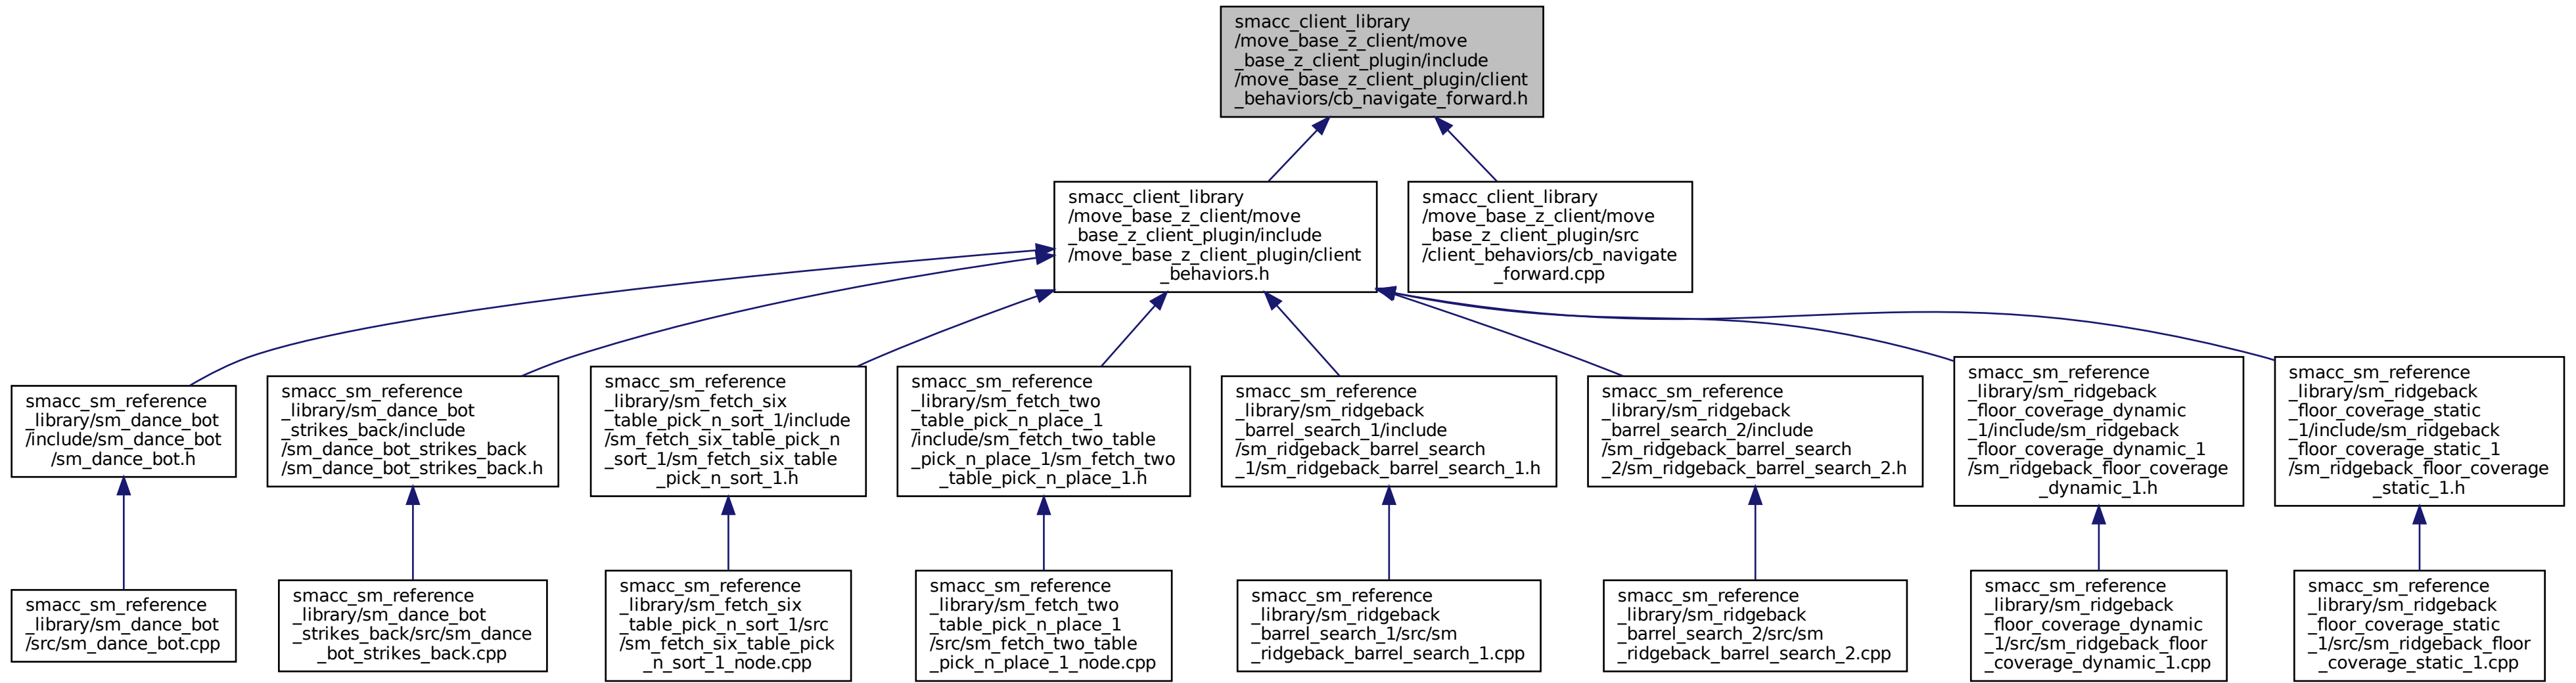 smacc_client_library
/move_base_z_client/move
_base_z_client_plugin/include
/move_base_z_client_plugin/client
_behaviors/cb_navigate_forward.h
smacc_client_library
/move_base_z_client/move
_base_z_client_plugin/include
/move_base_z_client_plugin/client
_behaviors.h
smacc_client_library
/move_base_z_client/move
_base_z_client_plugin/src
/client_behaviors/cb_navigate
_forward.cpp
smacc_sm_reference
_library/sm_dance_bot
/include/sm_dance_bot
/sm_dance_bot.h
smacc_sm_reference
_library/sm_dance_bot
_strikes_back/include
/sm_dance_bot_strikes_back
/sm_dance_bot_strikes_back.h
smacc_sm_reference
_library/sm_fetch_six
_table_pick_n_sort_1/include
/sm_fetch_six_table_pick_n
_sort_1/sm_fetch_six_table
_pick_n_sort_1.h
smacc_sm_reference
_library/sm_fetch_two
_table_pick_n_place_1
/include/sm_fetch_two_table
_pick_n_place_1/sm_fetch_two
_table_pick_n_place_1.h
smacc_sm_reference
_library/sm_ridgeback
_barrel_search_1/include
/sm_ridgeback_barrel_search
_1/sm_ridgeback_barrel_search_1.h
smacc_sm_reference
_library/sm_ridgeback
_barrel_search_2/include
/sm_ridgeback_barrel_search
_2/sm_ridgeback_barrel_search_2.h
smacc_sm_reference
_library/sm_ridgeback
_floor_coverage_dynamic
_1/include/sm_ridgeback
_floor_coverage_dynamic_1
/sm_ridgeback_floor_coverage
_dynamic_1.h
smacc_sm_reference
_library/sm_ridgeback
_floor_coverage_static
_1/include/sm_ridgeback
_floor_coverage_static_1
/sm_ridgeback_floor_coverage
_static_1.h
smacc_sm_reference
_library/sm_dance_bot
/src/sm_dance_bot.cpp
smacc_sm_reference
_library/sm_dance_bot
_strikes_back/src/sm_dance
_bot_strikes_back.cpp
smacc_sm_reference
_library/sm_fetch_six
_table_pick_n_sort_1/src
/sm_fetch_six_table_pick
_n_sort_1_node.cpp
smacc_sm_reference
_library/sm_fetch_two
_table_pick_n_place_1
/src/sm_fetch_two_table
_pick_n_place_1_node.cpp
smacc_sm_reference
_library/sm_ridgeback
_barrel_search_1/src/sm
_ridgeback_barrel_search_1.cpp
smacc_sm_reference
_library/sm_ridgeback
_barrel_search_2/src/sm
_ridgeback_barrel_search_2.cpp
smacc_sm_reference
_library/sm_ridgeback
_floor_coverage_dynamic
_1/src/sm_ridgeback_floor
_coverage_dynamic_1.cpp
smacc_sm_reference
_library/sm_ridgeback
_floor_coverage_static
_1/src/sm_ridgeback_floor
_coverage_static_1.cpp